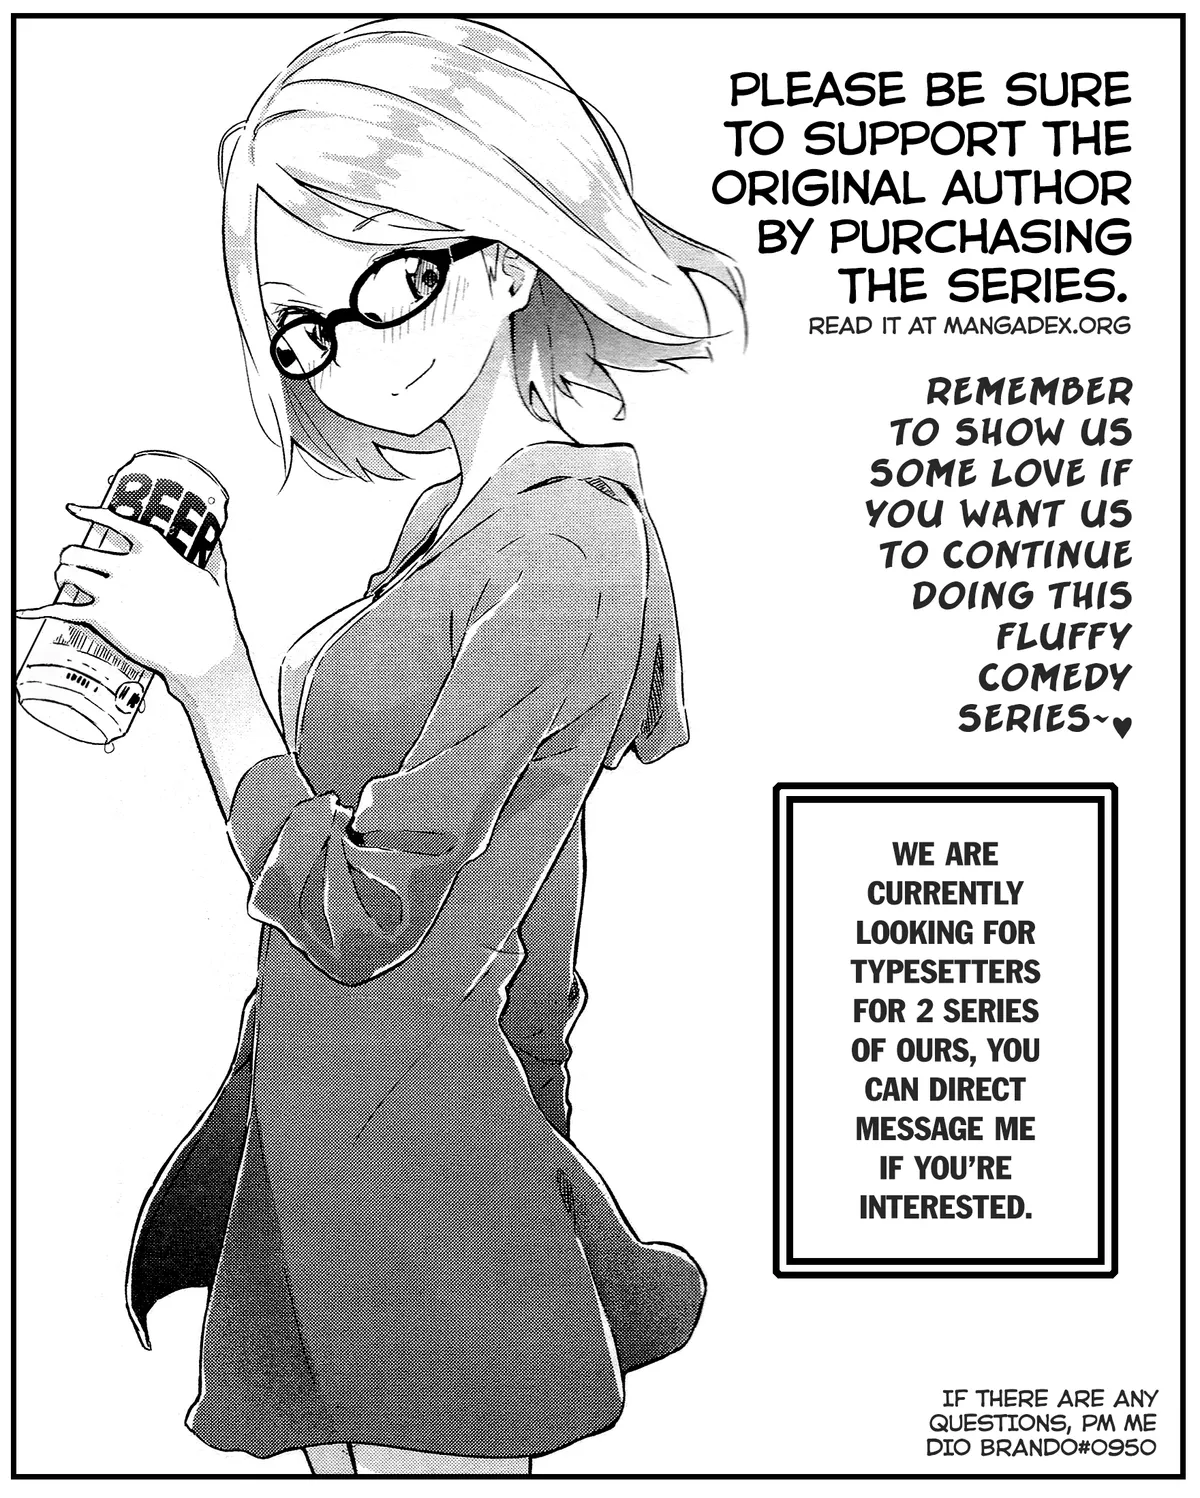 PLEASE BE SURE
TO SUPPORT THE
ORIGINAL AUTHOR
BY PURCHASING
THE SERIES.
READ IT AT MANGADEX.ORG
REMEMBER
TO SHOW US
SOME LOVE IF
YOU WANT US
TO CONTINUE
DOING THIS
FLUFFY
COMEDY
SERIES~♥
BEER
WE ARE
CURRENTLY
LOOKING FOR
TYPESETTERS
FOR 2 SERIES
OF OURS, YOU
CAN DIRECT
MESSAGE ME
IF YOU'RE
INTERESTED.
IF THERE ARE ANY
QUESTIONS, PM ME
DIO BRANDO#0950